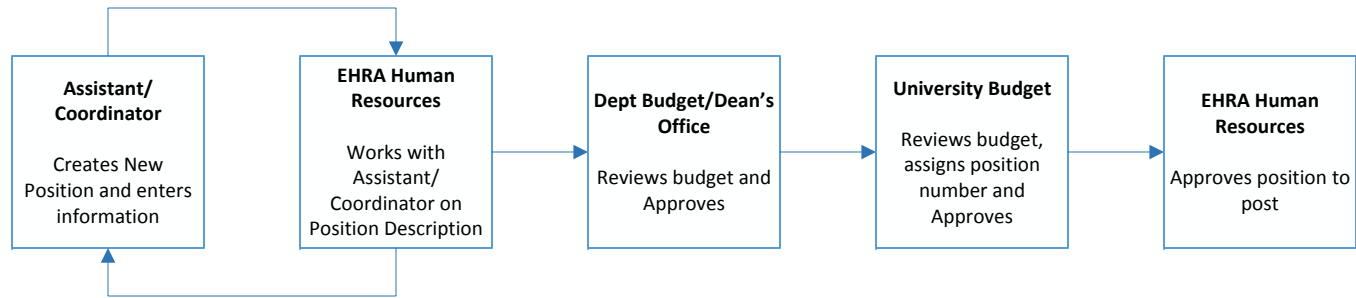 Assistant/
Coordinator
Creates New
Position and enters
information
EHRA Human
Resources
Works with
Assistant/
Coordinator on
Position Description
Dept Budget/Dean’s
Office
Reviews budget and
Approves
University Budget
Reviews budget,
assigns position
number and
Approves
EHRA Human
Resources
Approves position to
post